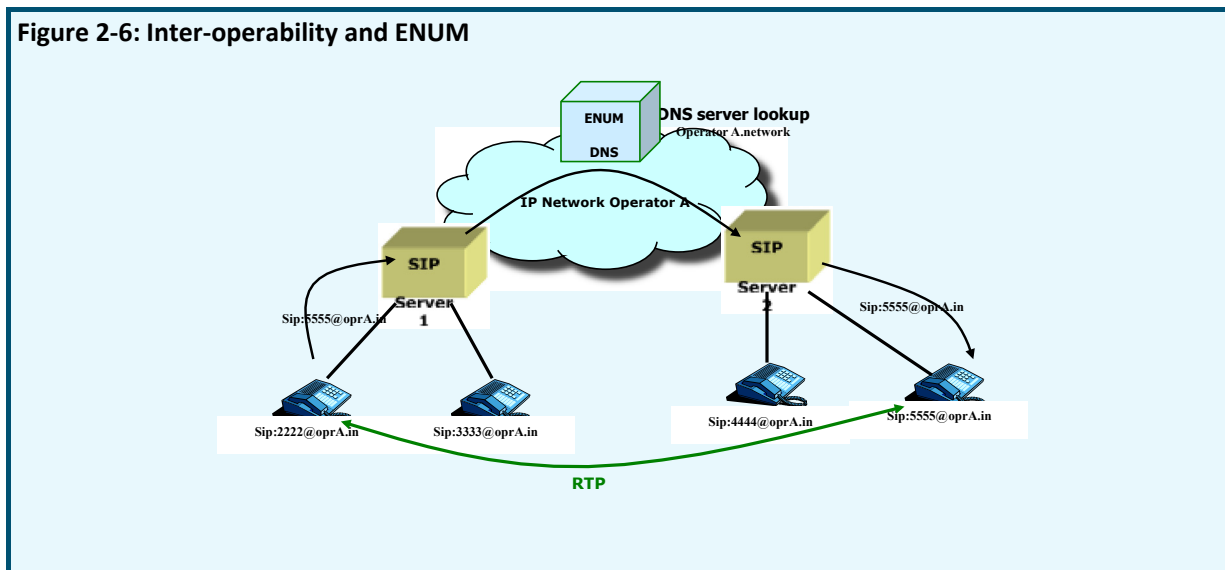 Figure 2-6: Inter-operability and ENUM
ENUM
DNS
DNS server lookup
Operator A.network
IP Network Operator A
SIP
Server
1
SIP
Server
2
Sip:5555@oprA.in
Sip:5555@oprA.in
Sip:2222@oprA.in
Sip:3333@oprA.in
Sip:4444@oprA.in
Sip:5555@oprA.in
RTP